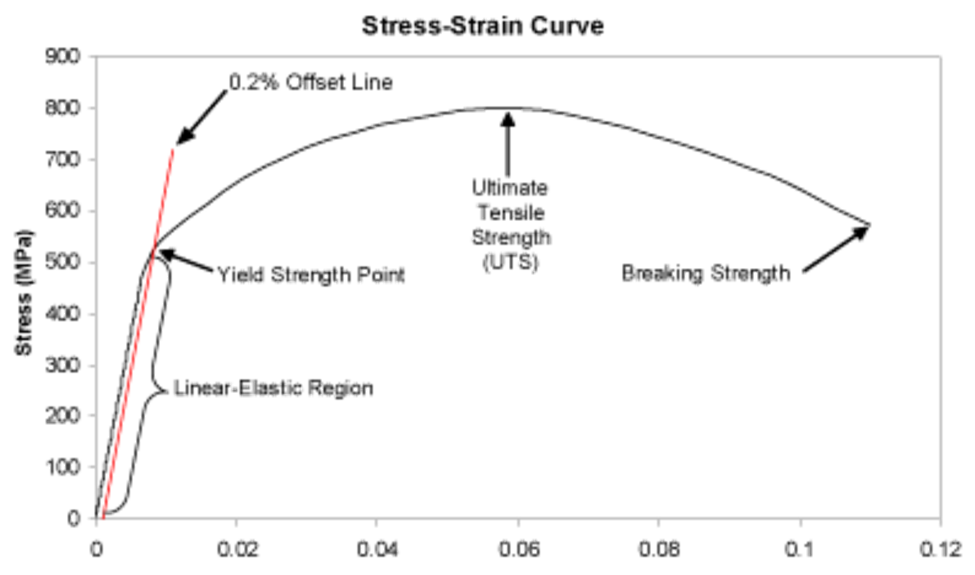 Stress-Strain Curve
900
0.2% Offset Line
800
700
600
500
400
300
200
100
0
Stress (MPa)
Ultimate
Tensile
Strength
(UTS)
Yield Strength Point
Breaking Strength
Linear-Elastic Region
0
0.02
0.04
0.06
0.08
0.1
0.12